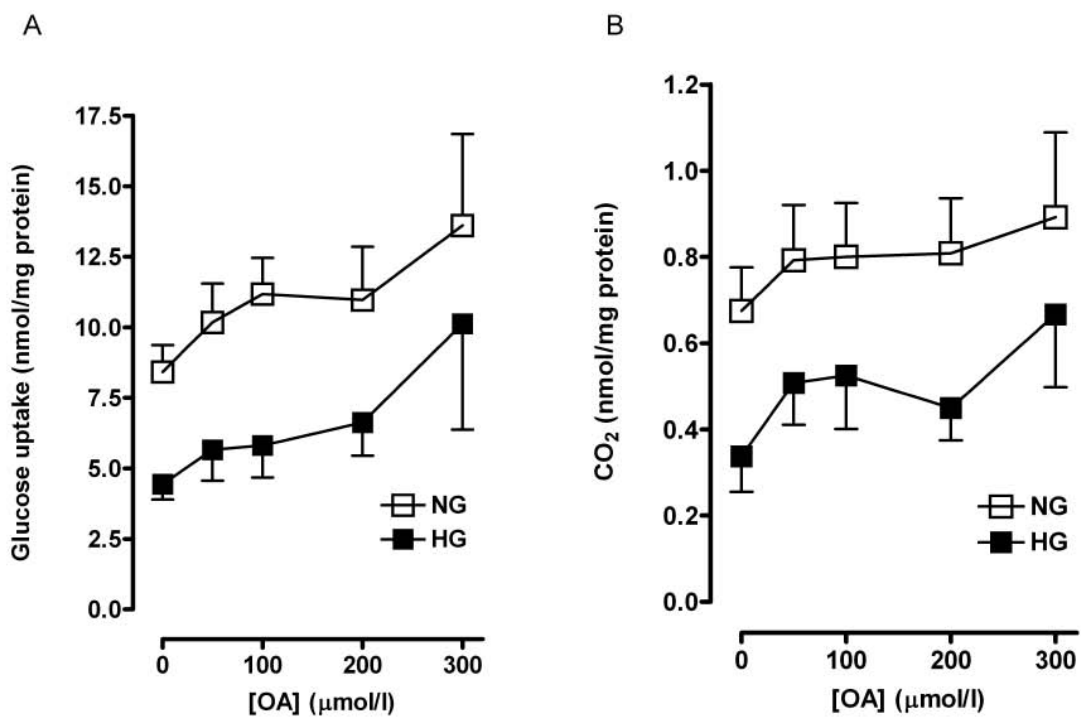 A
Glucose uptake (nmol/mg protein)
17.5
15.0
12.5
10.0
7.5
5.0
2.5
0.0
NG
HG
0 100 200 300
[OA] (μmol/l)
B
CO₂ (nmol/mg protein)
1.2
1.0
0.8
0.6
0.4
0.2
0.0
NG
HG
0 100 200 300
[OA] (μmol/l)